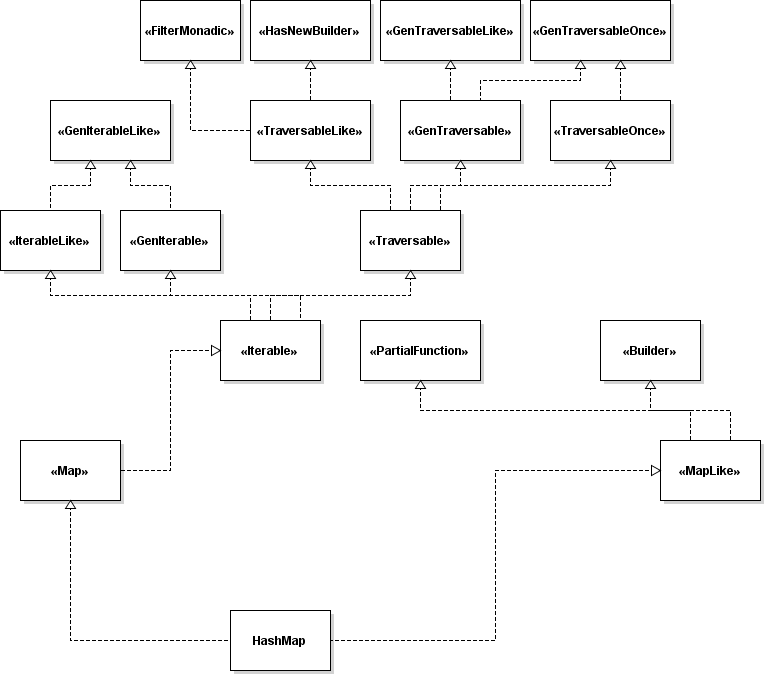 «FilterMonadic»
«HasNewBuilder»
«GenTraversableLike»
«GenTraversableOnce»
«GenIterableLike»
«TraversableLike»
«GenTraversable»
«TraversableOnce»
«IterableLike»
«GenIterable»
«Traversable»
«Iterable»
«PartialFunction»
«Builder»
«Map»
«MapLike»
HashMap